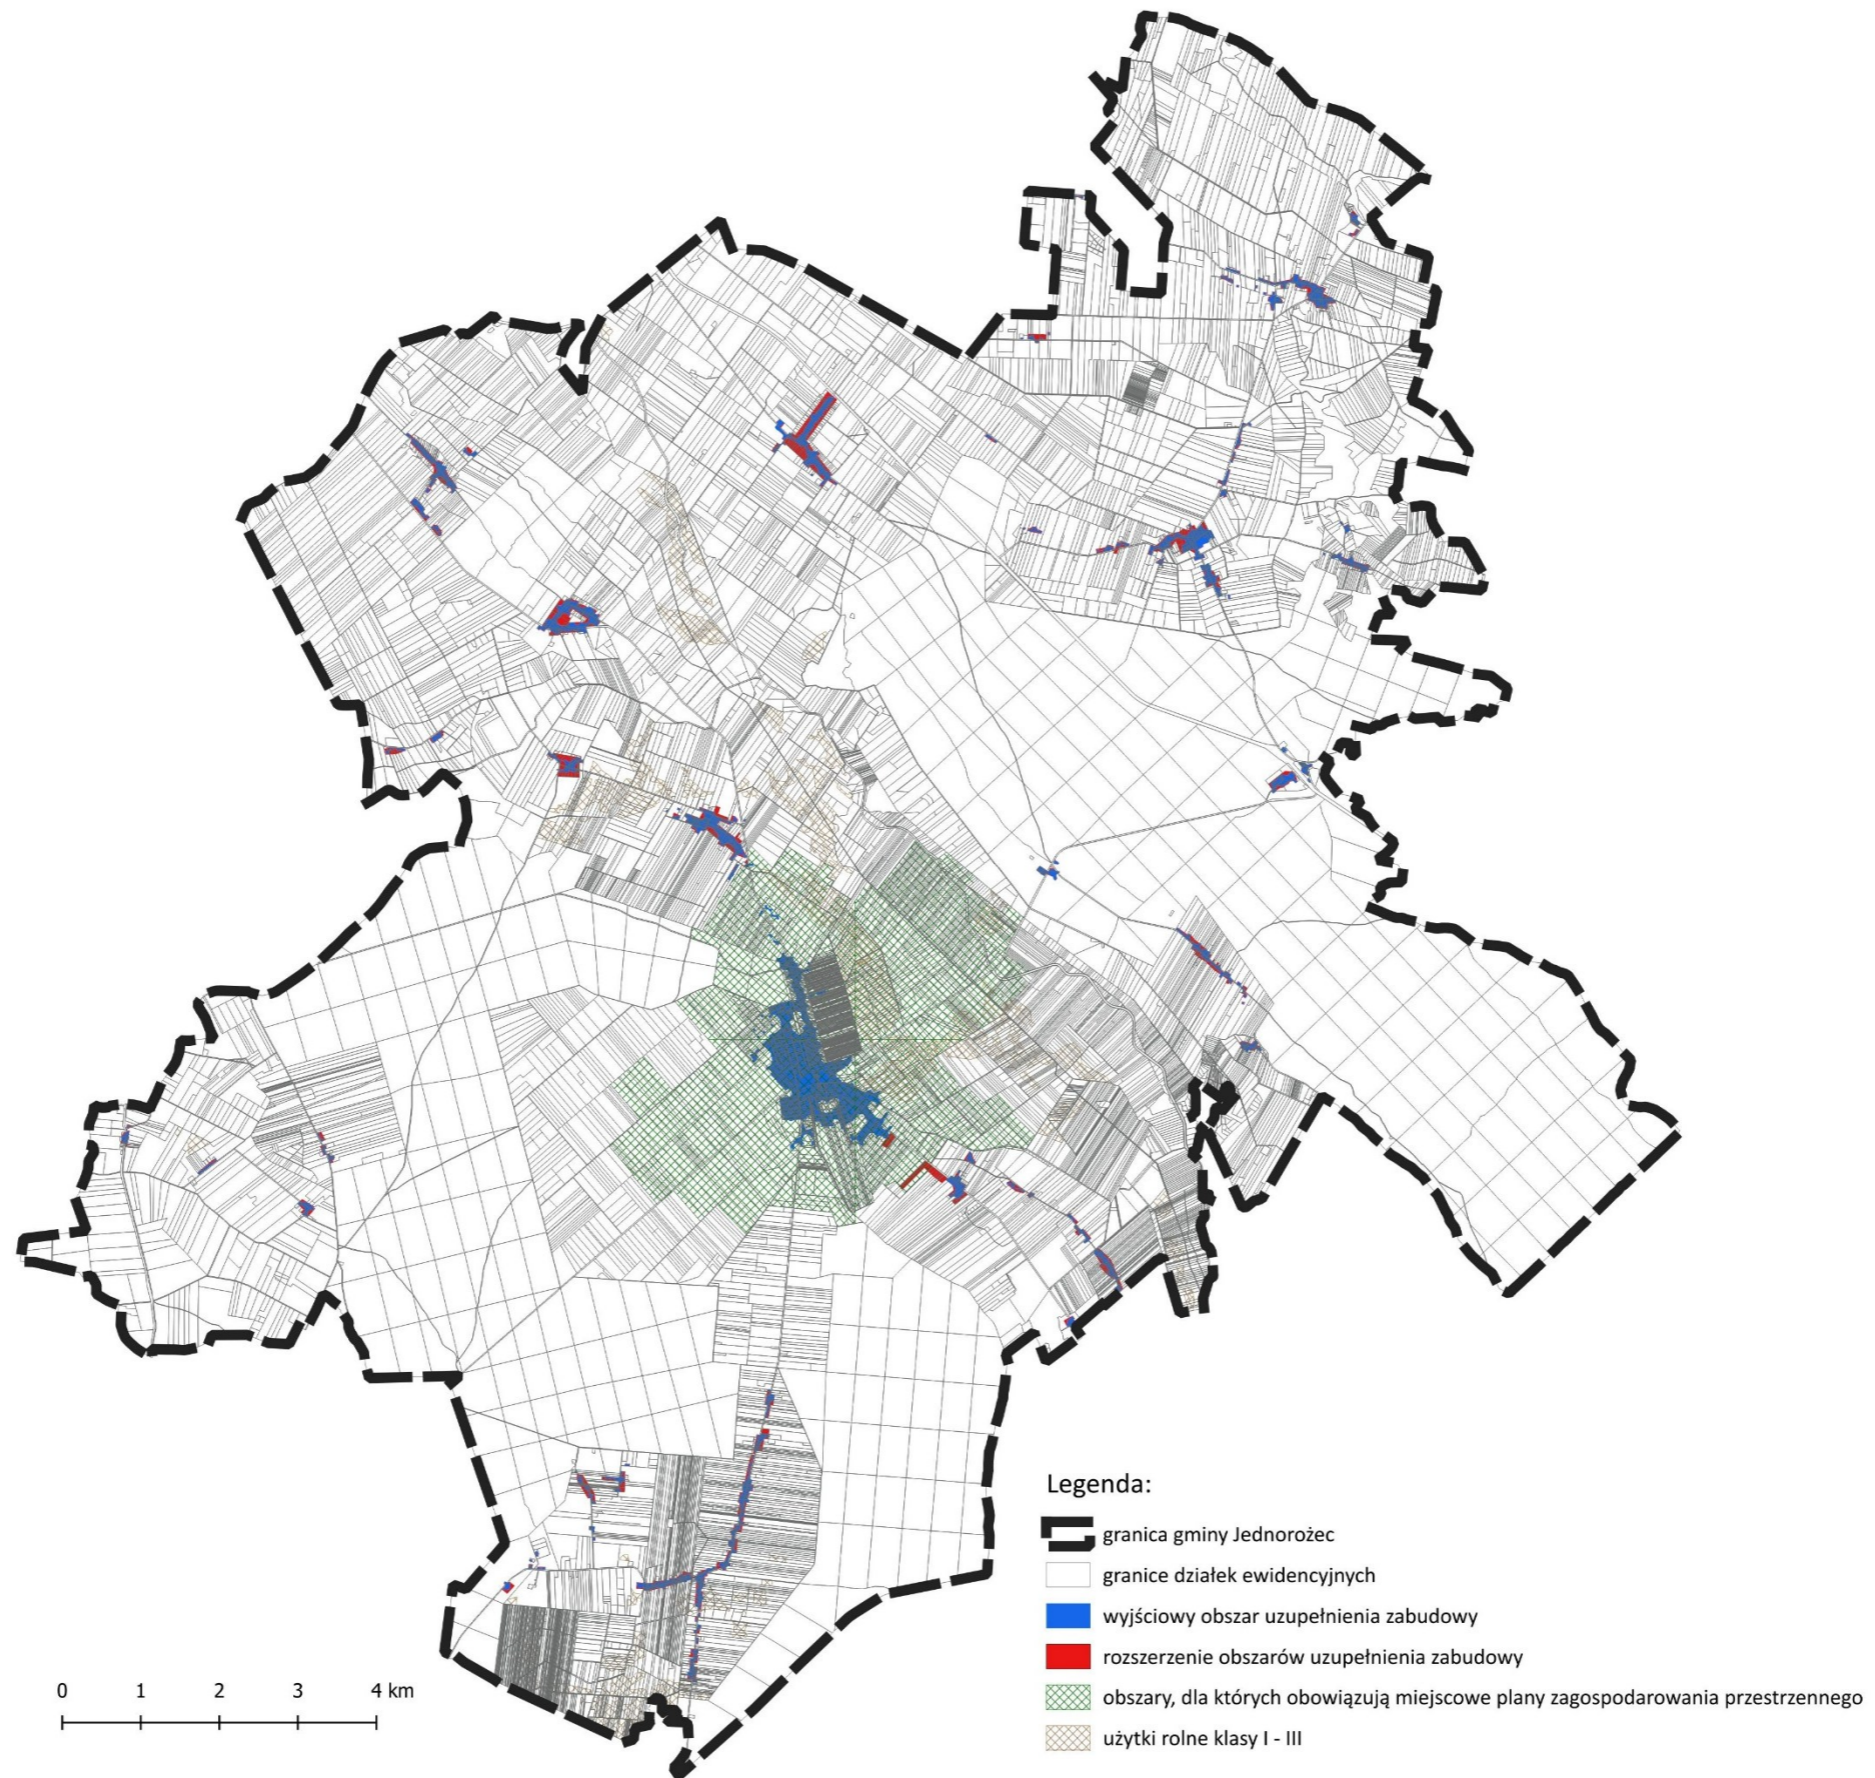 Legenda:
granica gminy Jednorożec
granice działek ewidencyjnych
wyjściowy obszar uzupełnienia zabudowy
rozszerzenie obszarów uzupełnienia zabudowy
obszary, dla których obowiązują miejscowe plany zagospodarowania przestrzennego
użytki rolne klasy I - III
0 1 2 3 4 km